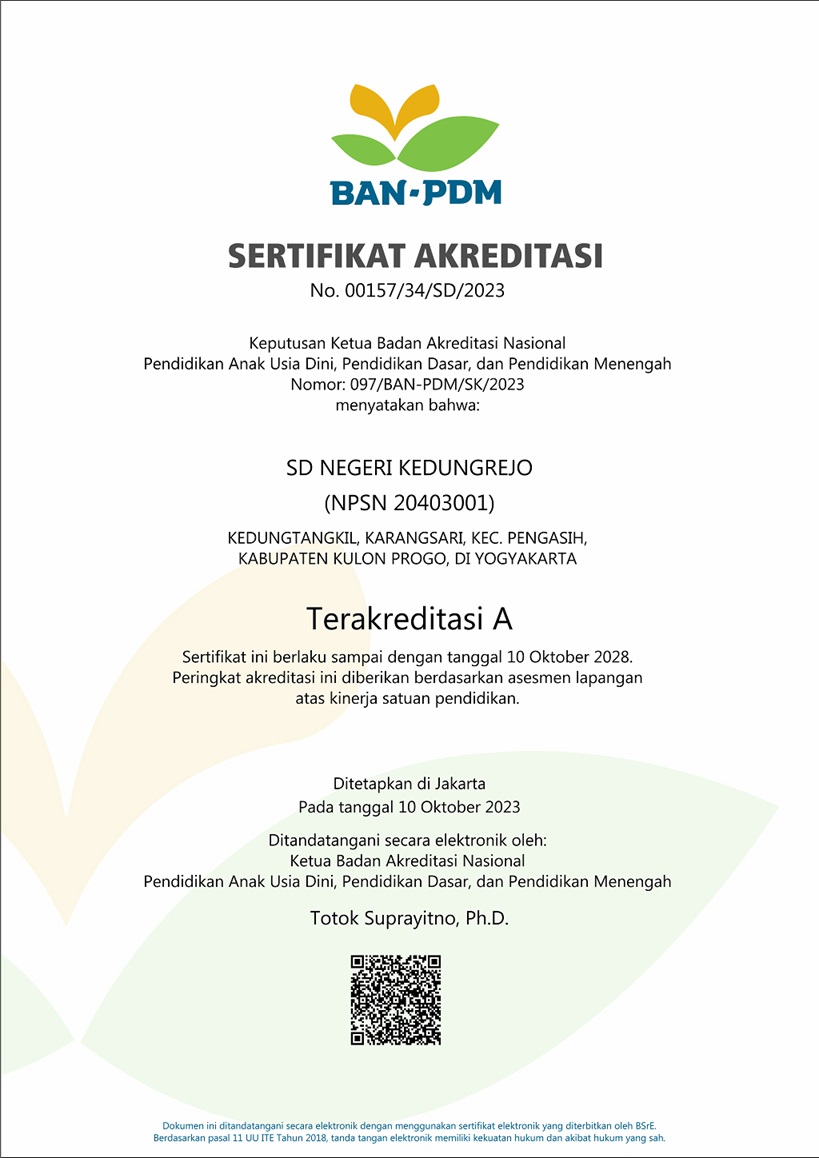 BAN-PDM
SERTIFIKAT AKREDITASI
No. 00157/34/SD/2023
Keputusan Ketua Badan Akreditasi Nasional
Pendidikan Anak Usia Dini, Pendidikan Dasar, dan Pendidikan Menengah
Nomor: 097/BAN-PDM/SK/2023
menyatakan bahwa:
SD NEGERI KEDUNGREJO
(NPSN 20403001)
KEDUNGTANGKIL, KARANGSARI, KEC. PENGASIH,
KABUPATEN KULON PROGO, DI YOGYAKARTA
Terakreditasi A
Sertifikat ini berlaku sampai dengan tanggal 10 Oktober 2028.
Peringkat akreditasi ini diberikan berdasarkan asesmen lapangan
atas kinerja satuan pendidikan.
Ditetapkan di Jakarta
Pada tanggal 10 Oktober 2023
Ditandatangani secara elektronik oleh:
Ketua Badan Akreditasi Nasional
Pendidikan Anak Usia Dini, Pendidikan Dasar, dan Pendidikan Menengah
Totok Suprayitno, Ph.D.
Dokumen ini ditandatangani secara elektronik dengan menggunakan sertifikat elektronik yang diterbitkan oleh BSrE.
Berdasarkan pasal 11 UU ITE Tahun 2018, tanda tangan elektronik memiliki kekuatan hukum dan akibat hukum yang sah.